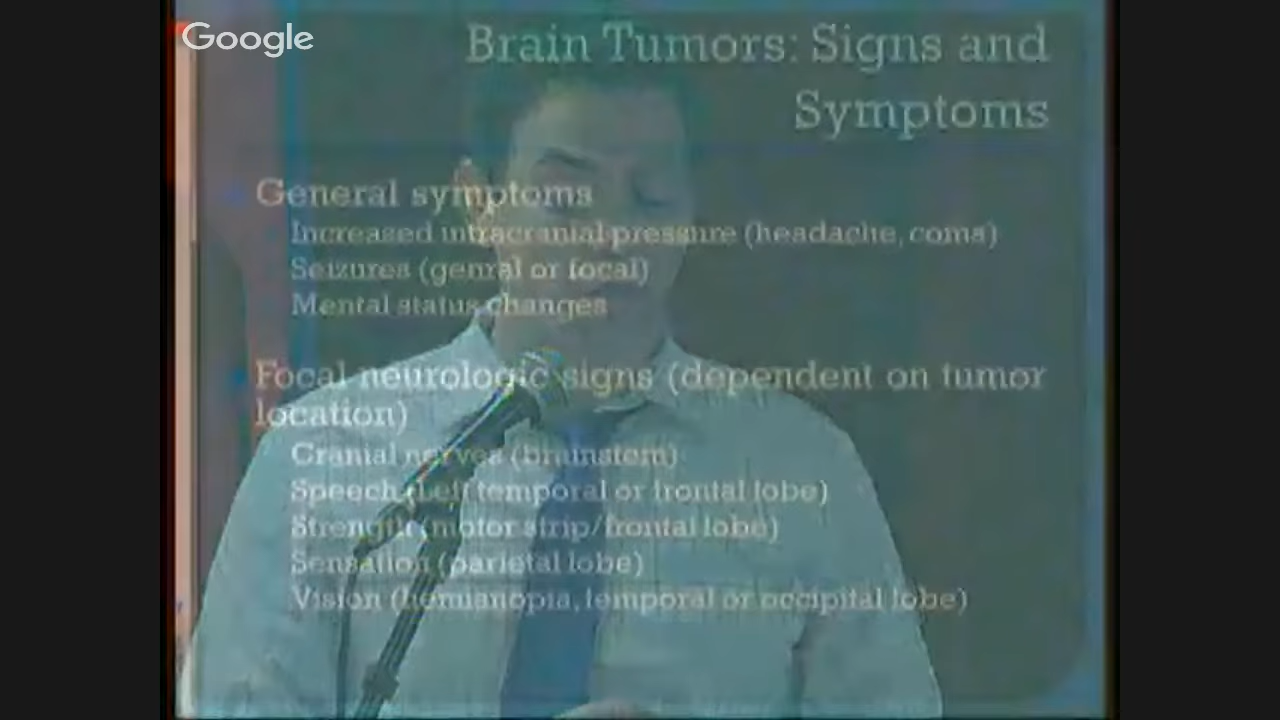 Google
Brain Tumors: Signs and
Symptoms
General symptoms
Increased intracranial pressure (headache, coma)
Seizures (genral or focal)
Mental status changes
Focal neurologic signs (dependent on tumor
location)
Cranial nerves (brainstem)
Speech (Left temporal or frontal lobe)
Strength (motor strip/frontal lobe)
Sensation (parietal lobe)
Vision (hemianopia, temporal or occipital lobe)